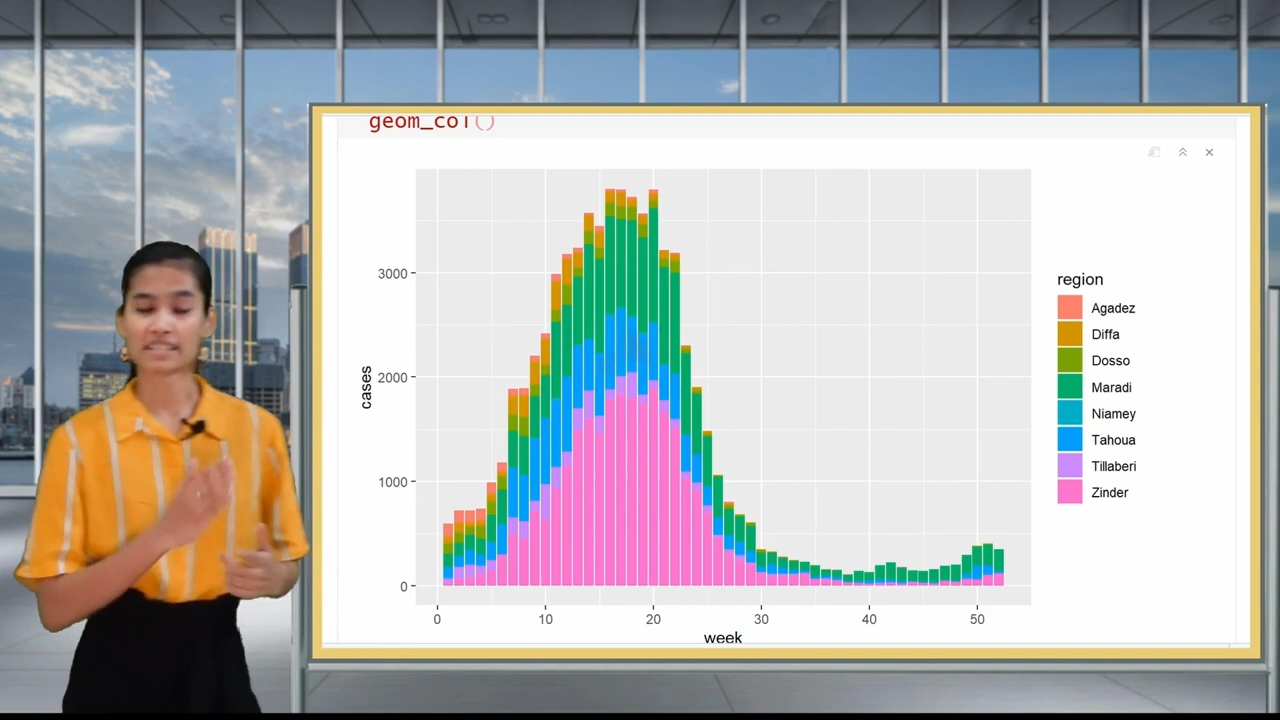 geom_col()
region
Agadez
Diffa
Dosso
Maradi
Niamey
Tahoua
Tillaberi
Zinder
cases
3000
2000
1000
0
0 10 20 30 40 50
week